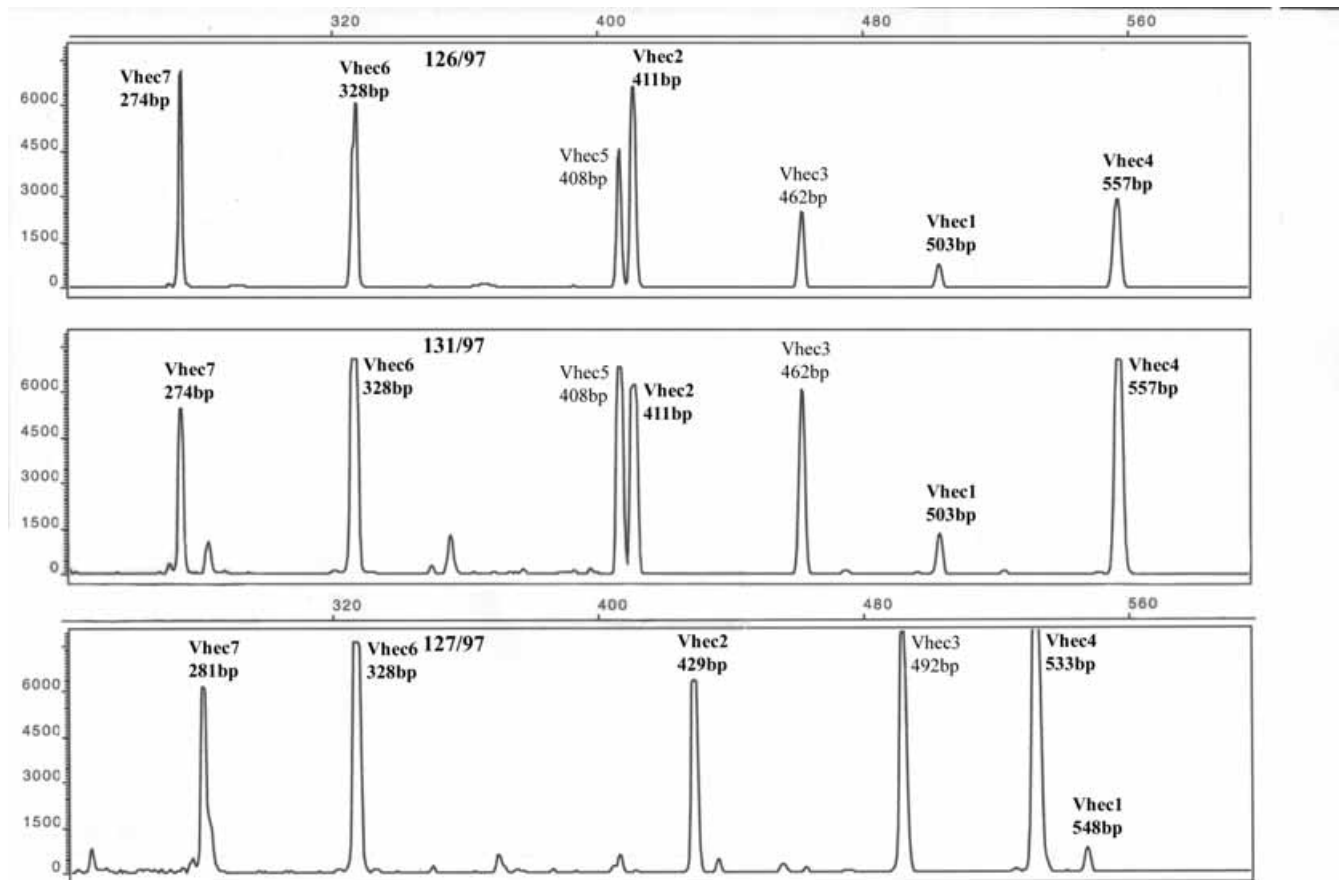 320 400 480 560
126/97
Vhec7
274bp
Vhec6
328bp
Vhec5
408bp
Vhec2
411bp
Vhec3
462bp
Vhec1
503bp
Vhec4
557bp
6000
4500
3000
1500
0
131/97
Vhec7
274bp
Vhec6
328bp
Vhec5
408bp
Vhec2
411bp
Vhec3
462bp
Vhec1
503bp
Vhec4
557bp
6000
4500
3000
1500
0
320 400 480 560
127/97
Vhec7
281bp
Vhec6
328bp
Vhec2
429bp
Vhec3
492bp
Vhec4
533bp
Vhec1
548bp
6000
4500
3000
1500
0